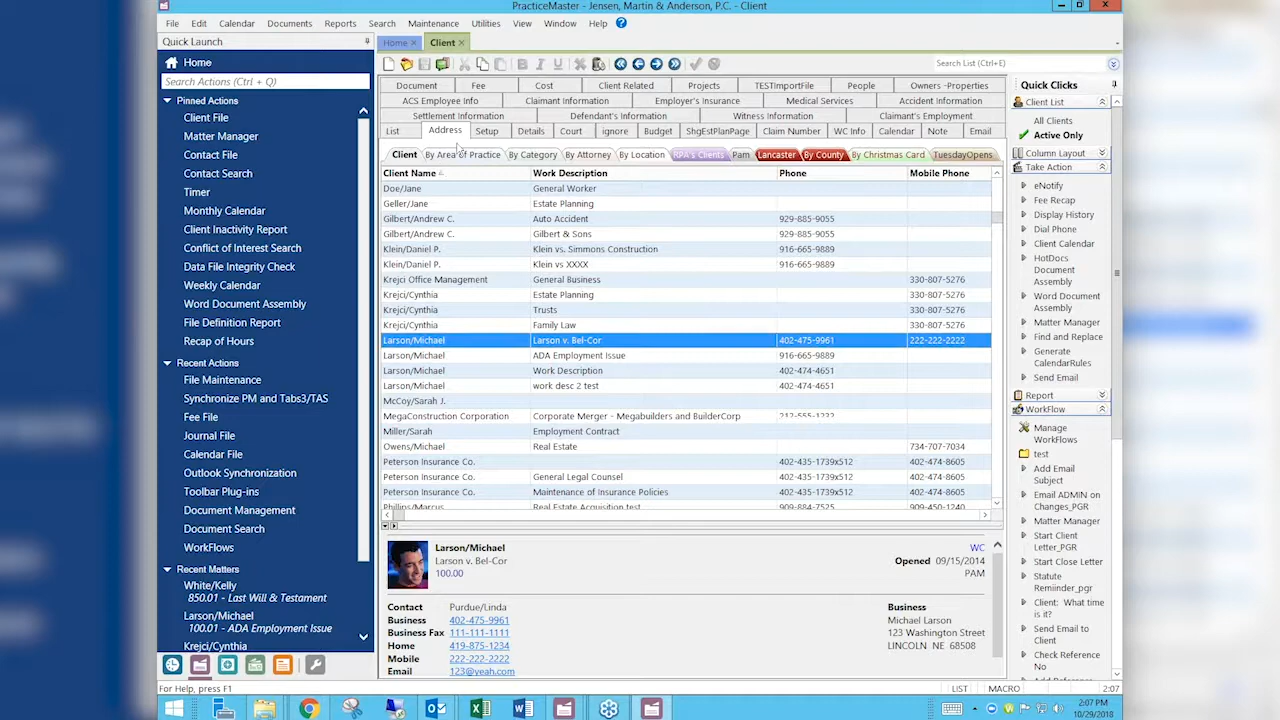 PracticeMaster - Jensen, Martin & Anderson, P.C. - Client
File Edit Calendar Documents Reports Search Maintenance Utilities View Window Help
Quick Launch
Home
Search Actions (Ctrl + Q)
Pinned Actions
Client File
Matter Manager
Contact File
Contact Search
Timer
Monthly Calendar
Client Inactivity Report
Conflict of Interest Search
Data File Integrity Check
Weekly Calendar
Word Document Assembly
File Definition Report
Recap of Hours
Recent Actions
File Maintenance
Synchronize PM and Tabs3/TAS
Fee File
Journal File
Calendar File
Outlook Synchronization
Toolbar Plug-ins
Document Management
Document Search
WorkFlows
Recent Matters
White/Kelly
850.01 - Last Will & Testament
Larson/Michael
100.01 - ADA Employment Issue
Krejci/Cynthia
Home Client
Search List (Ctrl+E)
Document Fee Cost Client Related Projects TESTImportFile People Owners -Properties
ACS Employee Info Claimant Information Employer's Insurance Medical Services Accident Information
Settlement Information Defendant's Information Witness Information Claimant's Employment
List Address Setup Details Court ignore Budget ShgEstPlanPage Claim Number WC Info Calendar Note Email
Client By Area Of Practice By Category By Attorney By Location RPA's Clients Pam Lancaster By County By Christmas Card TuesdayOpens
Client Name Work Description Phone Mobile Phone
Doe/Jane General Worker
Geller/Jane Estate Planning
Gilbert/Andrew C. Auto Accident 929-885-9055
Gilbert/Andrew C. Gilbert & Sons 929-885-9055
Klein/Daniel P. Klein vs. Simmons Construction 916-665-9889
Klein/Daniel P. Klein vs XXXX 916-665-9889
Krejci Office Management General Business 330-807-5276
Krejci/Cynthia Estate Planning 330-807-5276
Krejci/Cynthia Trusts 330-807-5276
Krejci/Cynthia Family Law 330-807-5276
Larson/Michael Larson v. Bel-Cor 402-475-9961 222-222-2222
Larson/Michael ADA Employment Issue 916-665-9889
Larson/Michael Work Description 402-474-4651
Larson/Michael work desc 2 test 402-474-4651
McCoy/Sarah J.
MegaConstruction Corporation Corporate Merger - Megabuilders and BuilderCorp 212-555-1222
Miller/Sarah Employment Contract
Owens/Michael Real Estate 734-707-7034
Peterson Insurance Co. 402-435-1739x512 402-474-8605
Peterson Insurance Co. General Legal Counsel 402-435-1739x512 402-474-8605
Peterson Insurance Co. Maintenance of Insurance Policies 402-435-1739x512 402-474-8605
Phillips/Marcus Real Estate Acquisition test 909-884-7525 909-450-1240
Larson/Michael WC
Larson v. Bel-Cor Opened 09/15/2014
100.00 PAM
Contact Purdue/Linda Business
Business 402-475-9961 Michael Larson
Business Fax 111-111-1111 123 Washington Street
Home 419-875-1234 LINCOLN NE 68508
Mobile 222-222-2222
Email 123@yeah.com
Quick Clicks
Client List
All Clients
Active Only
Column Layout
Take Action
eNotify
Fee Recap
Display History
Dial Phone
Client Calendar
HotDocs
Document
Assembly
Word Document
Assembly
Matter Manager
Find and Replace
Generate
CalendarRules
Send Email
Report
WorkFlow
Manage
WorkFlows
test
Add Email
Subject
Email ADMIN on
Changes_PGR
Matter Manager
Start Client
Letter_PGR
Start Close Letter
Statute
Remiinder_pgr
Client: What time
is it?
Send Email to
Client
Check Reference
No
For Help, press F1 LIST MACRO 2:07
2:07 PM
10/29/2018